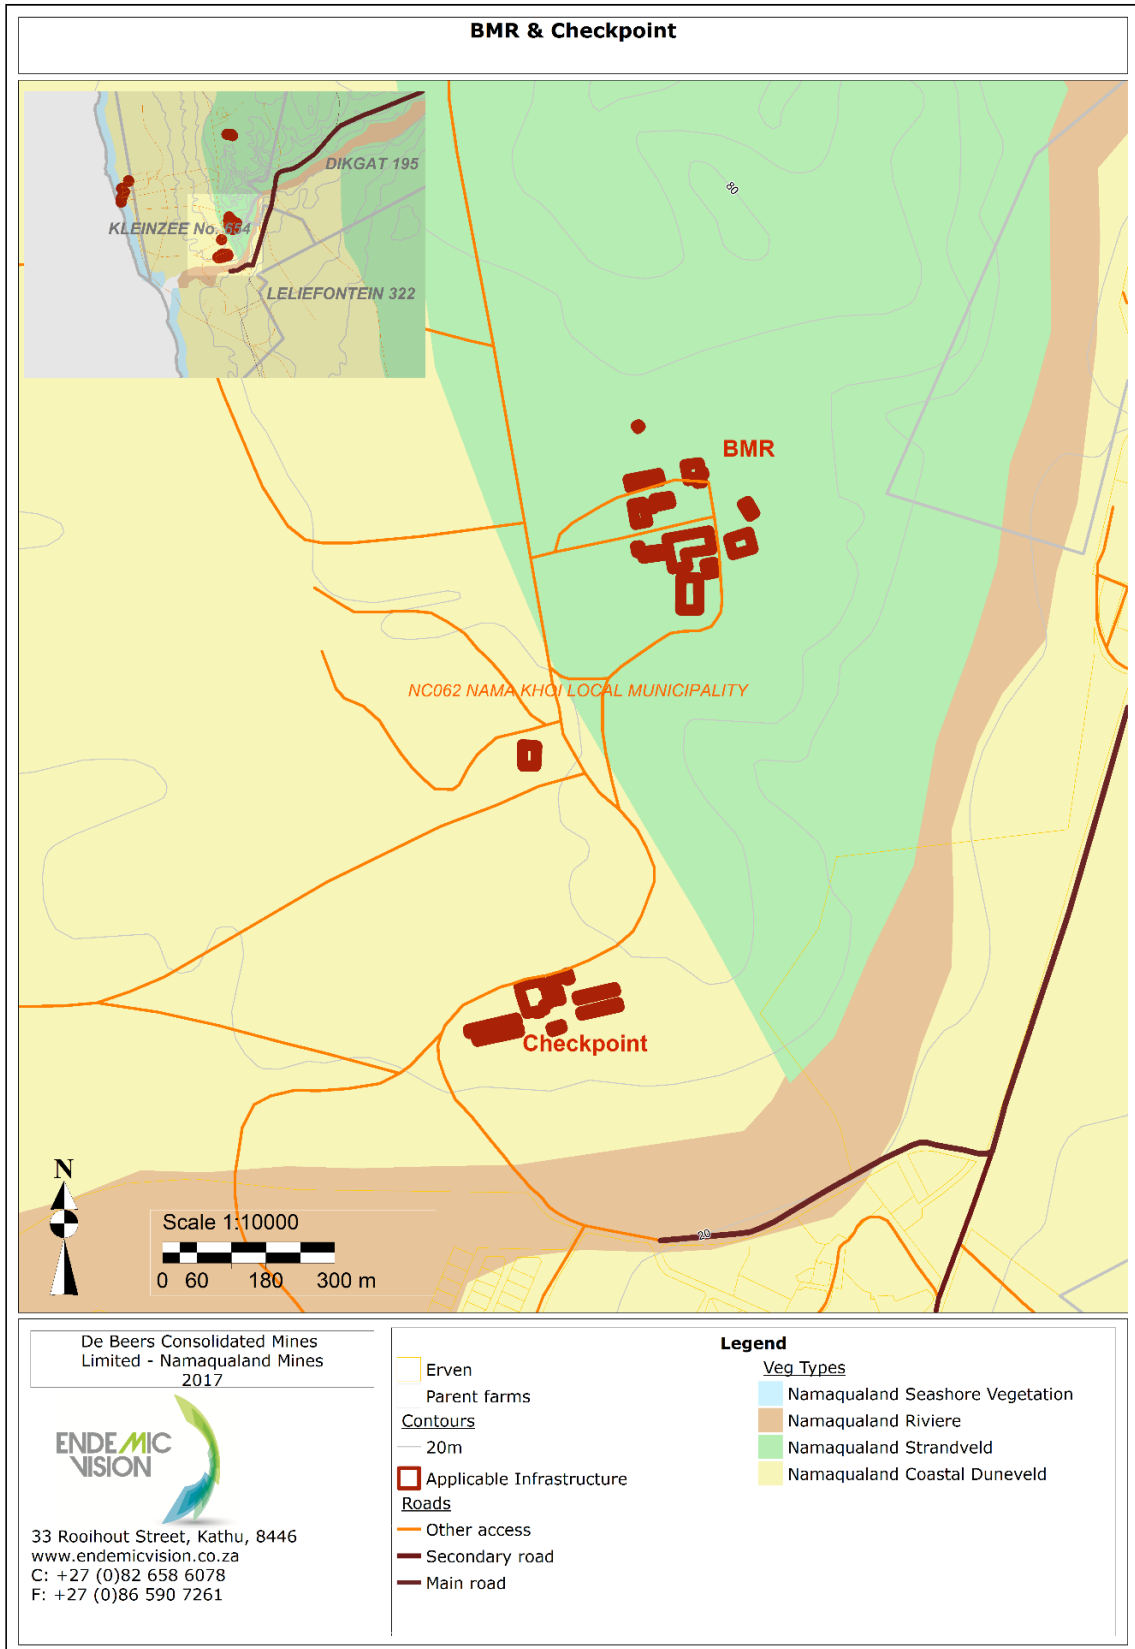 BMR & Checkpoint
DIKGAT 195
KLEINZEE No. 654
LELIEFONTEIN 322
80
BMR
NC062 NAMA KHOI LOCAL MUNICIPALITY
Checkpoint
N
Scale 1:10000
0 60 180 300 m
20
De Beers Consolidated Mines
Limited - Namaqualand Mines
2017
ENDEMIC
VISION
33 Rooihout Street, Kathu, 8446
www.endemicvision.co.za
C: +27 (0)82 658 6078
F: +27 (0)86 590 7261
Legend
Erven
Parent farms
Contours
20m
Applicable Infrastructure
Roads
Other access
Secondary road
Main road
Veg Types
Namaqualand Seashore Vegetation
Namaqualand Riviere
Namaqualand Strandveld
Namaqualand Coastal Duneveld